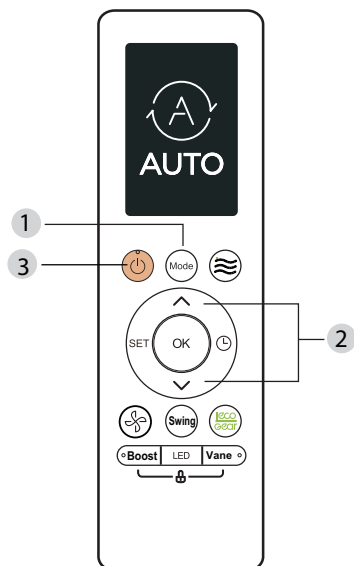 A
AUTO
1
3
Mode
2
SET OK
Swing
eco
Gear
Boost LED Vane